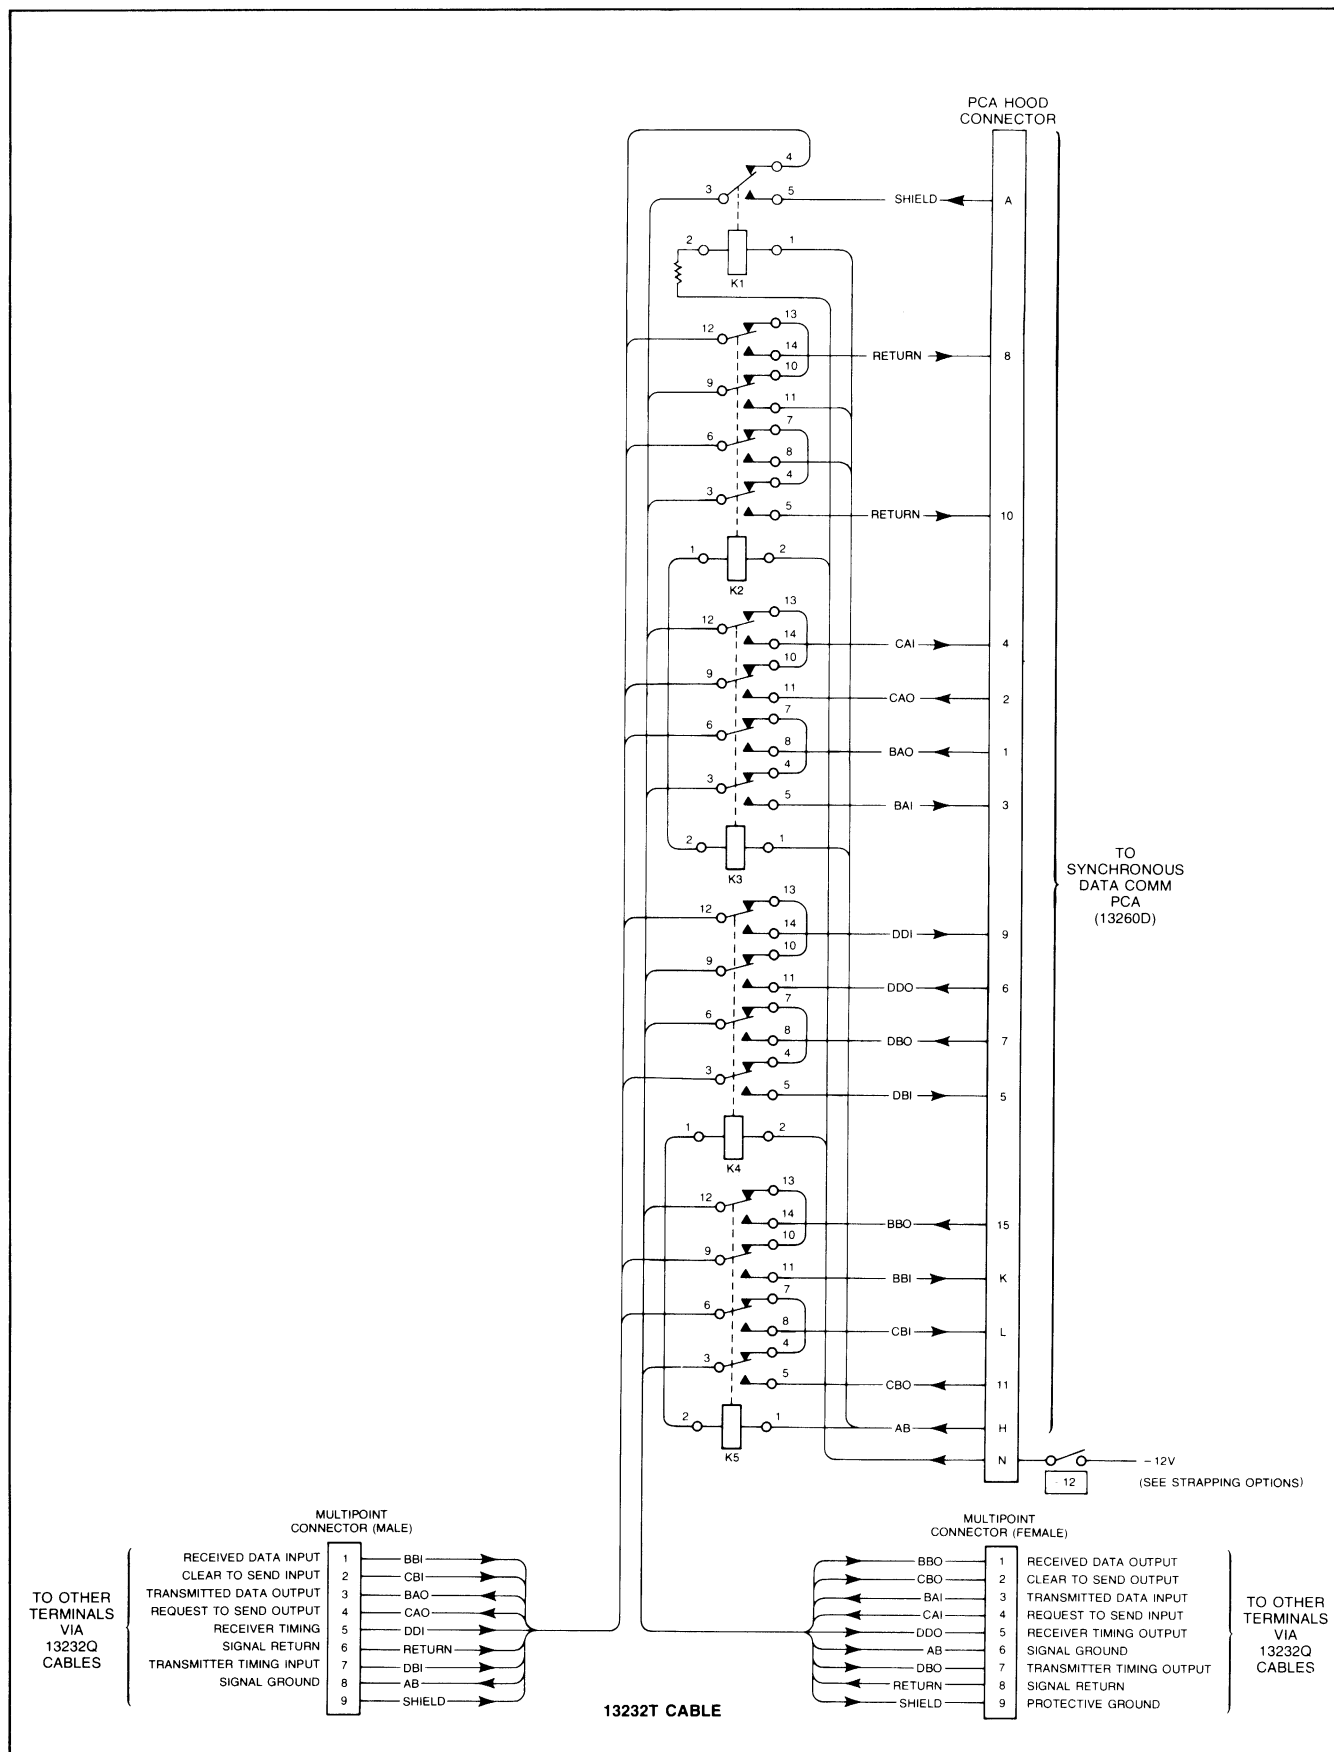 PCA HOOD
CONNECTOR
4
3
5
SHIELD
A
2
1
K1
13
12
14
RETURN
8
10
9
11
7
6
8
4
3
5
RETURN
10
1
2
K2
13
12
14
CAI
4
10
9
11
CAO
2
7
6
8
BAO
1
4
3
5
BAI
3
2
1
K3
TO
SYNCHRONOUS
DATA COMM
PCA
(13260D)
13
12
14
DDI
9
10
9
11
DDO
6
7
6
8
DBO
7
4
3
5
DBI
5
1
2
K4
13
12
14
BBO
15
10
9
11
BBI
K
7
6
8
CBI
L
4
3
5
CBO
11
2
1
AB
H
K5
N
-12V
-12
(SEE STRAPPING OPTIONS)
MULTIPOINT
CONNECTOR (MALE)
RECEIVED DATA INPUT 1 BBI
CLEAR TO SEND INPUT 2 CBI
TRANSMITTED DATA OUTPUT 3 BAO
REQUEST TO SEND OUTPUT 4 CAO
RECEIVER TIMING 5 DDI
SIGNAL RETURN 6 RETURN
TRANSMITTER TIMING INPUT 7 DBI
SIGNAL GROUND 8 AB
9 SHIELD
TO OTHER
TERMINALS
VIA
13232Q
CABLES
13232T CABLE
MULTIPOINT
CONNECTOR (FEMALE)
BBO 1 RECEIVED DATA OUTPUT
CBO 2 CLEAR TO SEND OUTPUT
BAI 3 TRANSMITTED DATA INPUT
CAI 4 REQUEST TO SEND INPUT
DDO 5 RECEIVER TIMING OUTPUT
AB 6 SIGNAL GROUND
DBO 7 TRANSMITTER TIMING OUTPUT
RETURN 8 SIGNAL RETURN
SHIELD 9 PROTECTIVE GROUND
TO OTHER
TERMINALS
VIA
13232Q
CABLES